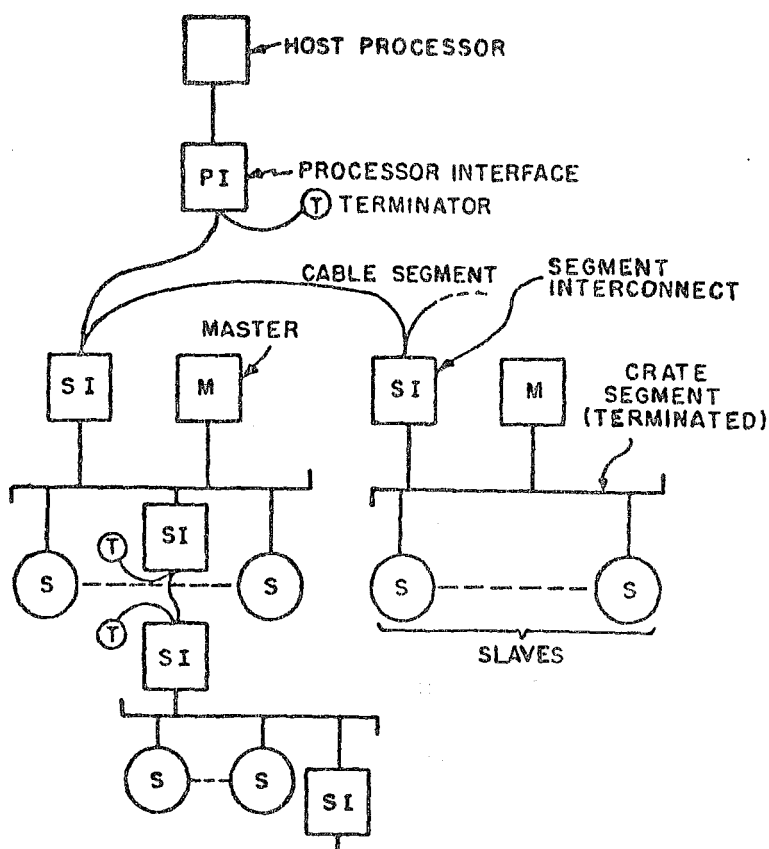 HOST PROCESSOR
PI
PROCESSOR INTERFACE
T TERMINATOR
CABLE SEGMENT
SEGMENT
INTERCONNECT
MASTER
SI
M
SI
M
CRATE
SEGMENT
(TERMINATED)
SI
T
S
S
S
S
T
SI
SLAVES
S
S
SI